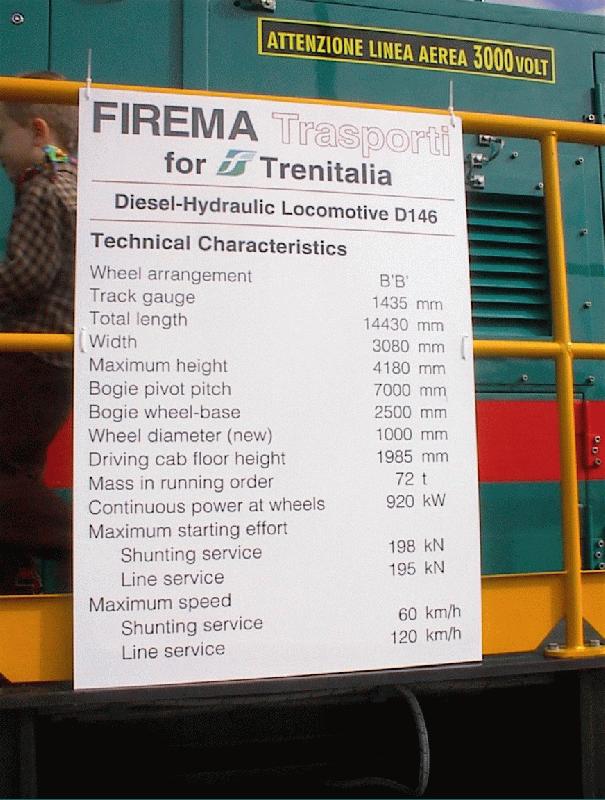 ATTENZIONE LINEA AEREA 3000 VOLT
FIREMA Trasporti
for Trenitalia
Diesel-Hydraulic Locomotive D146
Technical Characteristics
Wheel arrangement B'B'
Track gauge 1435 mm
Total length 14430 mm
Width 3080 mm
Maximum height 4180 mm
Bogie pivot pitch 7000 mm
Bogie wheel-base 2500 mm
Wheel diameter (new) 1000 mm
Driving cab floor height 1985 mm
Mass in running order 72 t
Continuous power at wheels 920 kW
Maximum starting effort
Shunting service 198 kN
Line service 195 kN
Maximum speed
Shunting service 60 km/h
Line service 120 km/h